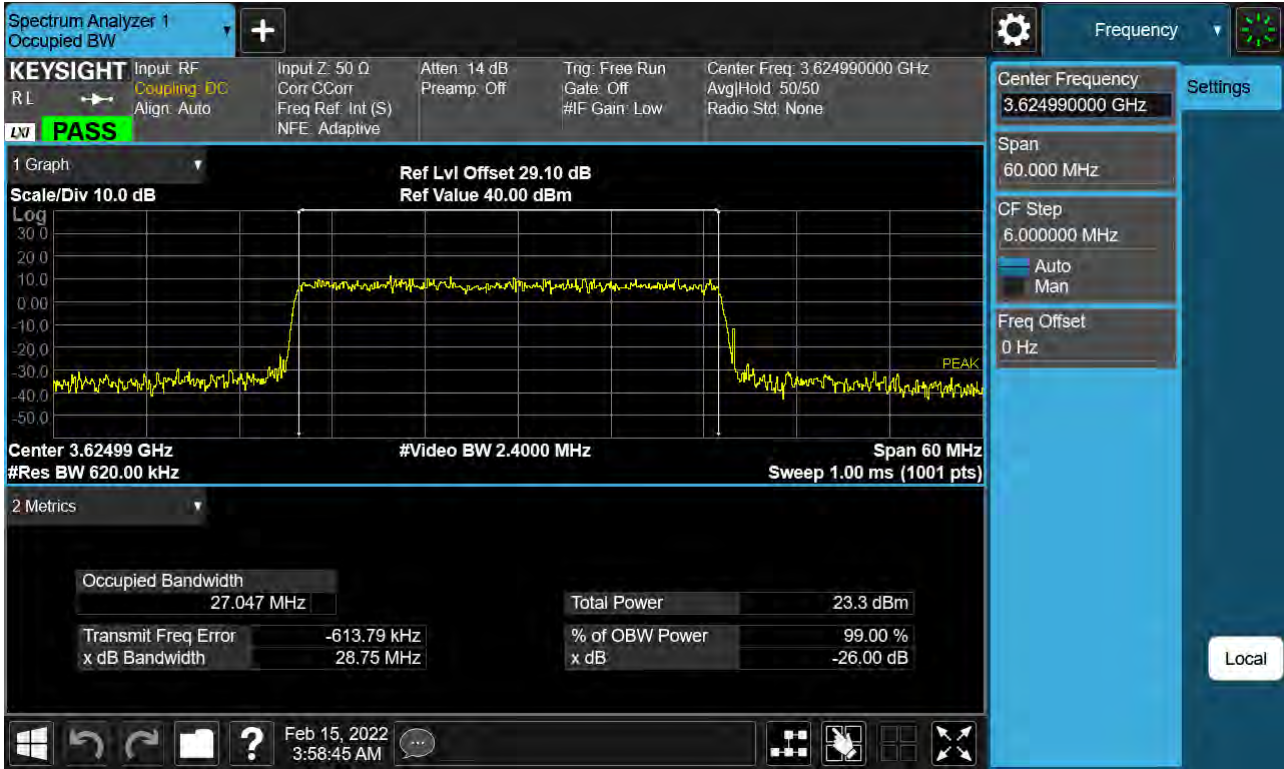 Spectrum Analyzer 1
Occupied BW
+
Frequency
KEYSIGHT
R L
LXI
PASS
Input: RF
Coupling: DC
Align: Auto
Input Z: 50 Ω
Corr CCorr
Freq Ref: Int (S)
NFE: Adaptive
Atten: 14 dB
Preamp: Off
Trig: Free Run
Gate: Off
#IF Gain: Low
Center Freq: 3.624990000 GHz
Avg|Hold: 50/50
Radio Std: None
Center Frequency
3.624990000 GHz
Settings
Span
60.000 MHz
CF Step
6.000000 MHz
Auto
Man
Freq Offset
0 Hz
Local
1 Graph
Scale/Div 10.0 dB
Ref Lvl Offset 29.10 dB
Ref Value 40.00 dBm
Log
30.0
20.0
10.0
0.00
-10.0
-20.0
-30.0
-40.0
-50.0
PEAK
Center 3.62499 GHz
#Res BW 620.00 kHz
#Video BW 2.4000 MHz
Span 60 MHz
Sweep 1.00 ms (1001 pts)
2 Metrics
Occupied Bandwidth
27.047 MHz
Total Power 23.3 dBm
Transmit Freq Error -613.79 kHz
% of OBW Power 99.00 %
x dB Bandwidth 28.75 MHz
x dB -26.00 dB
?
Feb 15, 2022
3:58:45 AM